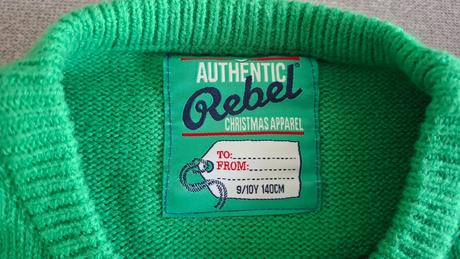 AUTHENTIC
Rebel
CHRISTMAS APPAREL
TO:
FROM:
9/10Y 140CM